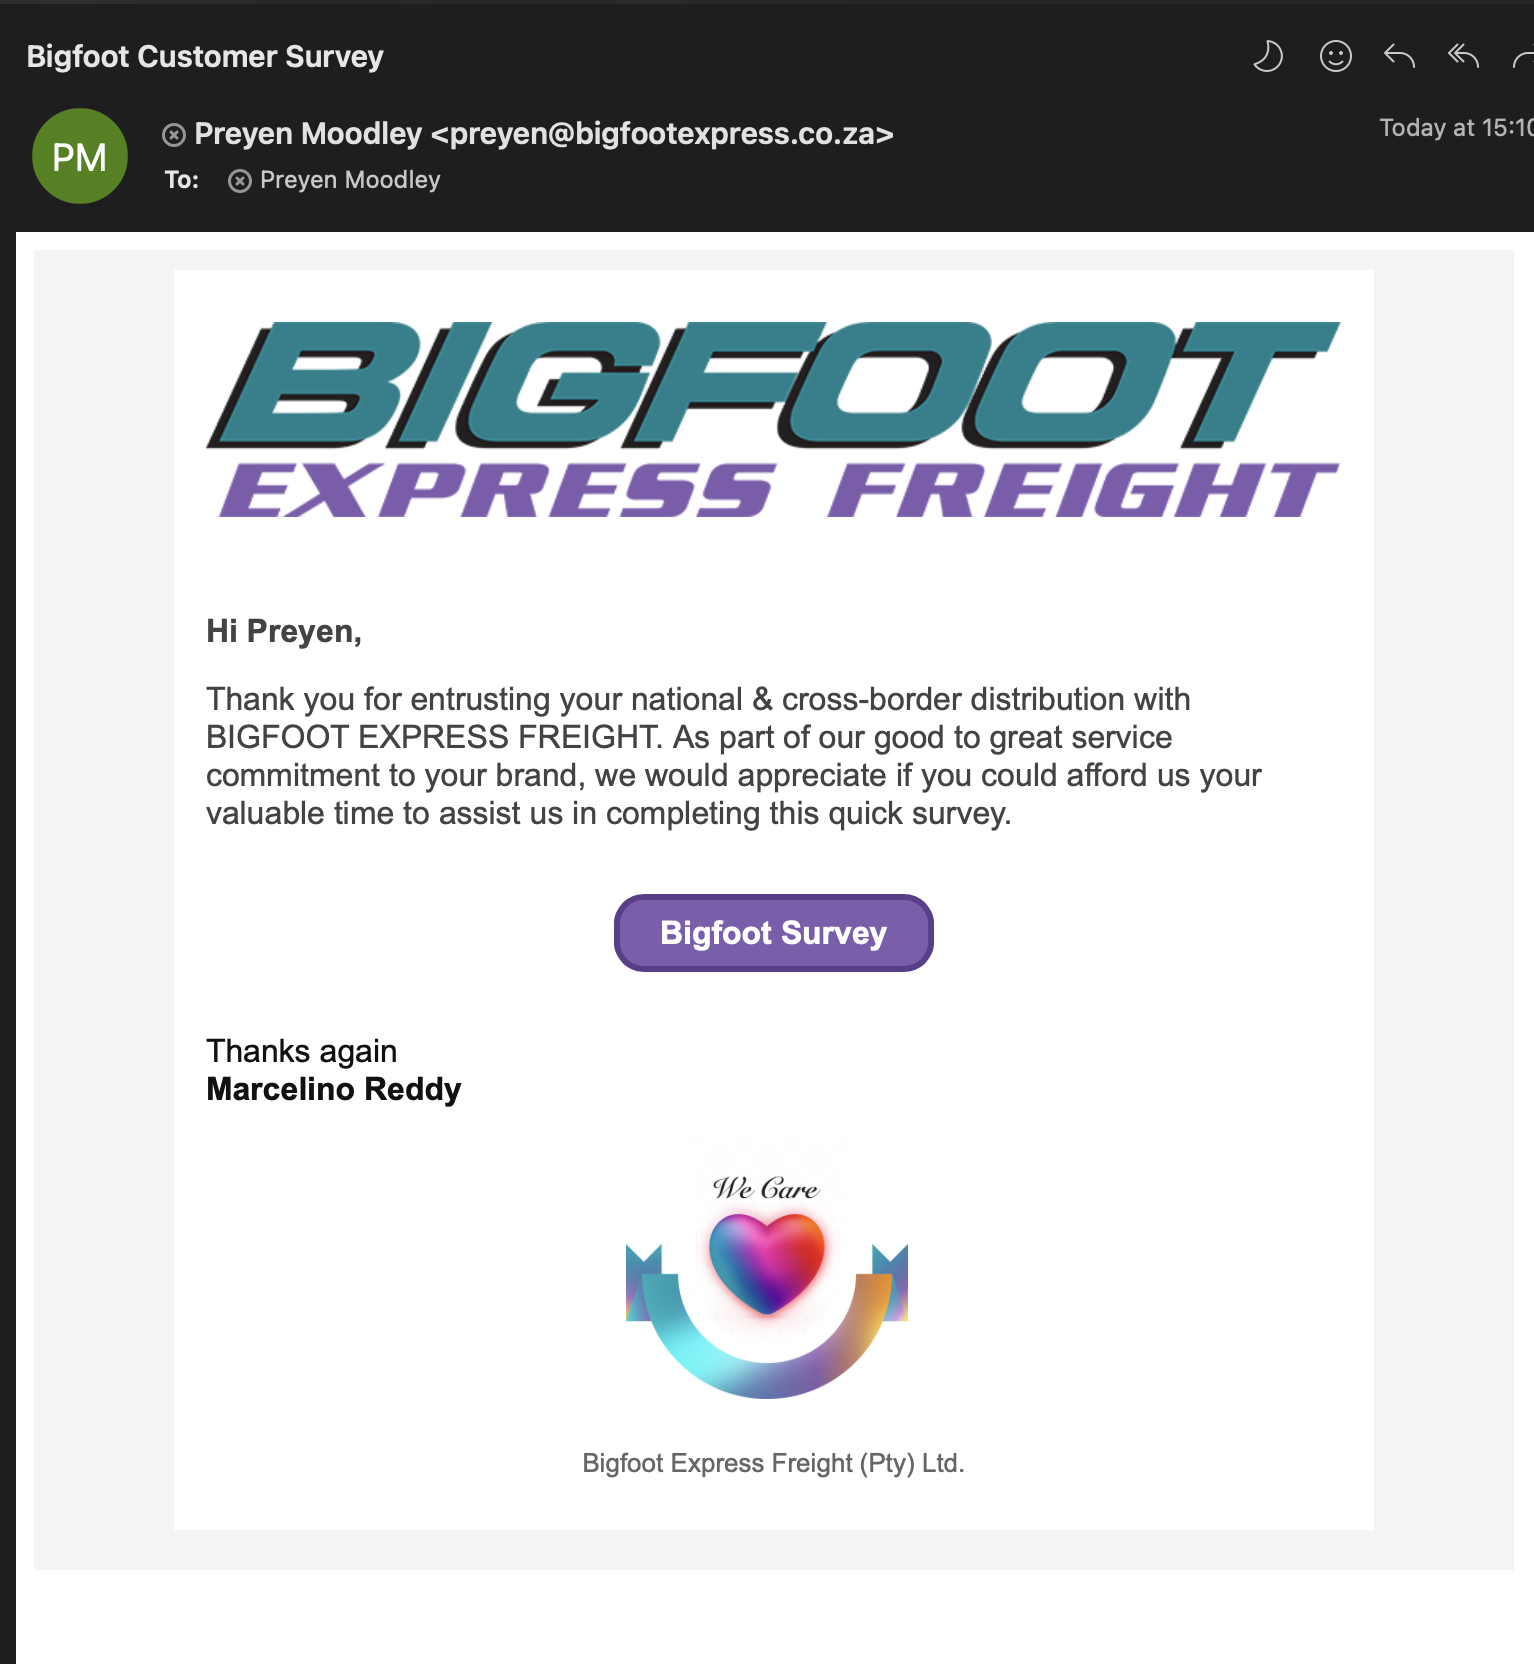 Bigfoot Customer Survey
PM
Preyen Moodley <preyen@bigfootexpress.co.za>
Today at 15:10
To: Preyen Moodley
BIGFOOT
EXPRESS FREIGHT
Hi Preyen,
Thank you for entrusting your national & cross-border distribution with
BIGFOOT EXPRESS FREIGHT. As part of our good to great service
commitment to your brand, we would appreciate if you could afford us your
valuable time to assist us in completing this quick survey.
Bigfoot Survey
Thanks again
Marcelino Reddy
We Care
Bigfoot Express Freight (Pty) Ltd.